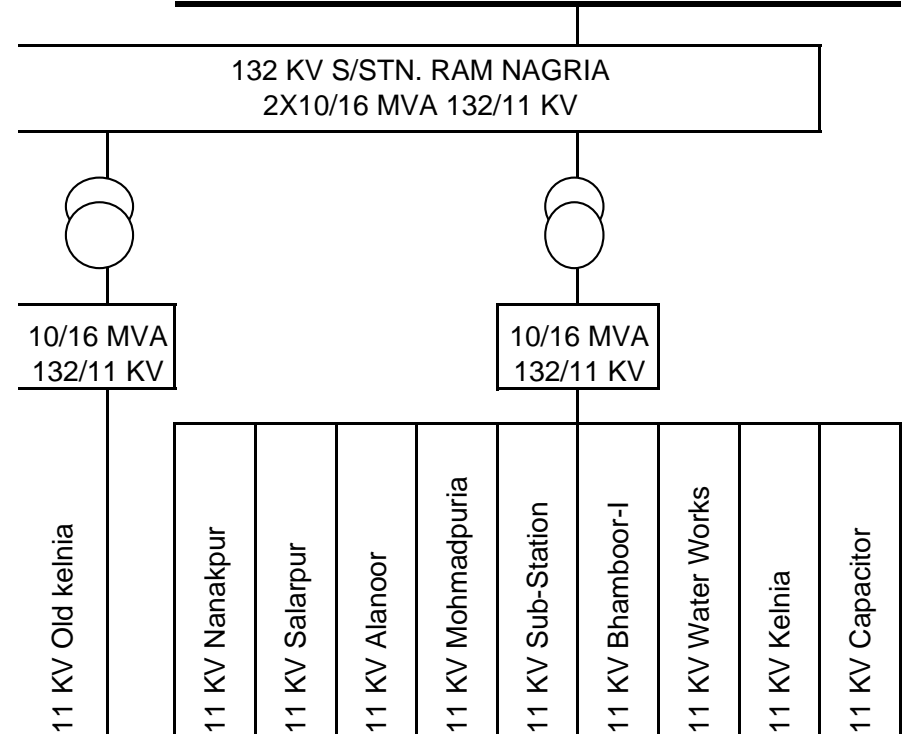 132 KV S/STN. RAM NAGRIA
2X10/16 MVA 132/11 KV
10/16 MVA
132/11 KV
10/16 MVA
132/11 KV
11 KV Old kelnia
11 KV Nanakpur
11 KV Salarpur
11 KV Alanoor
11 KV Mohmadpuria
11 KV Sub-Station
11 KV Bhamboor-I
11 KV Water Works
11 KV Kelnia
11 KV Capacitor